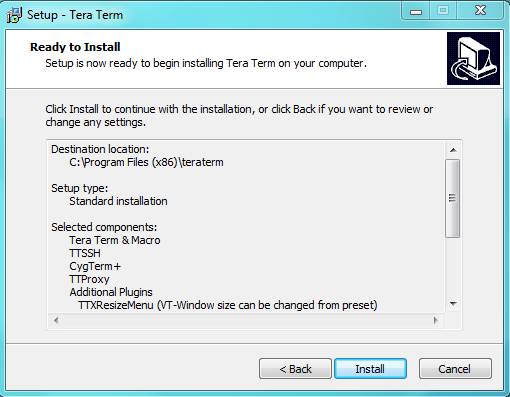 Setup - Tera Term
Ready to Install
Setup is now ready to begin installing Tera Term on your computer.
Click Install to continue with the installation, or click Back if you want to review or
change any settings.
Destination location:
C:\Program Files (x86)\teraterm
Setup type:
Standard installation
Selected components:
Tera Term & Macro
TTSSH
CygTerm+
TTProxy
Additional Plugins
TTXResizeMenu (VT-Window size can be changed from preset)
< Back
Install
Cancel